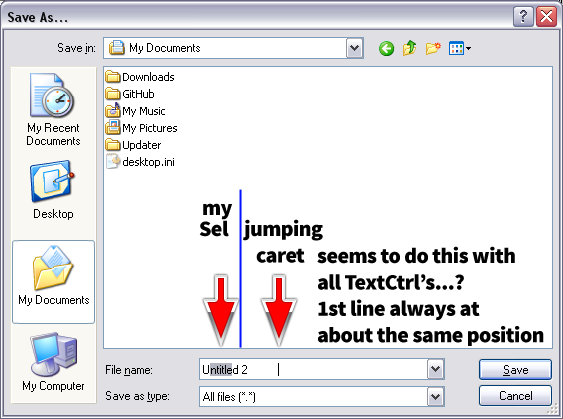 Save As...
Save in: My Documents
My Recent
Documents
Desktop
My Documents
My Computer
Downloads
GitHub
My Music
My Pictures
Updater
desktop.ini
my
Sel
jumping
caret
seems to do this with
all TextCtrl's...?
1st line always at
about the same position
File name: Untitled 2
Save
Save as type: All files (*.*)
Cancel